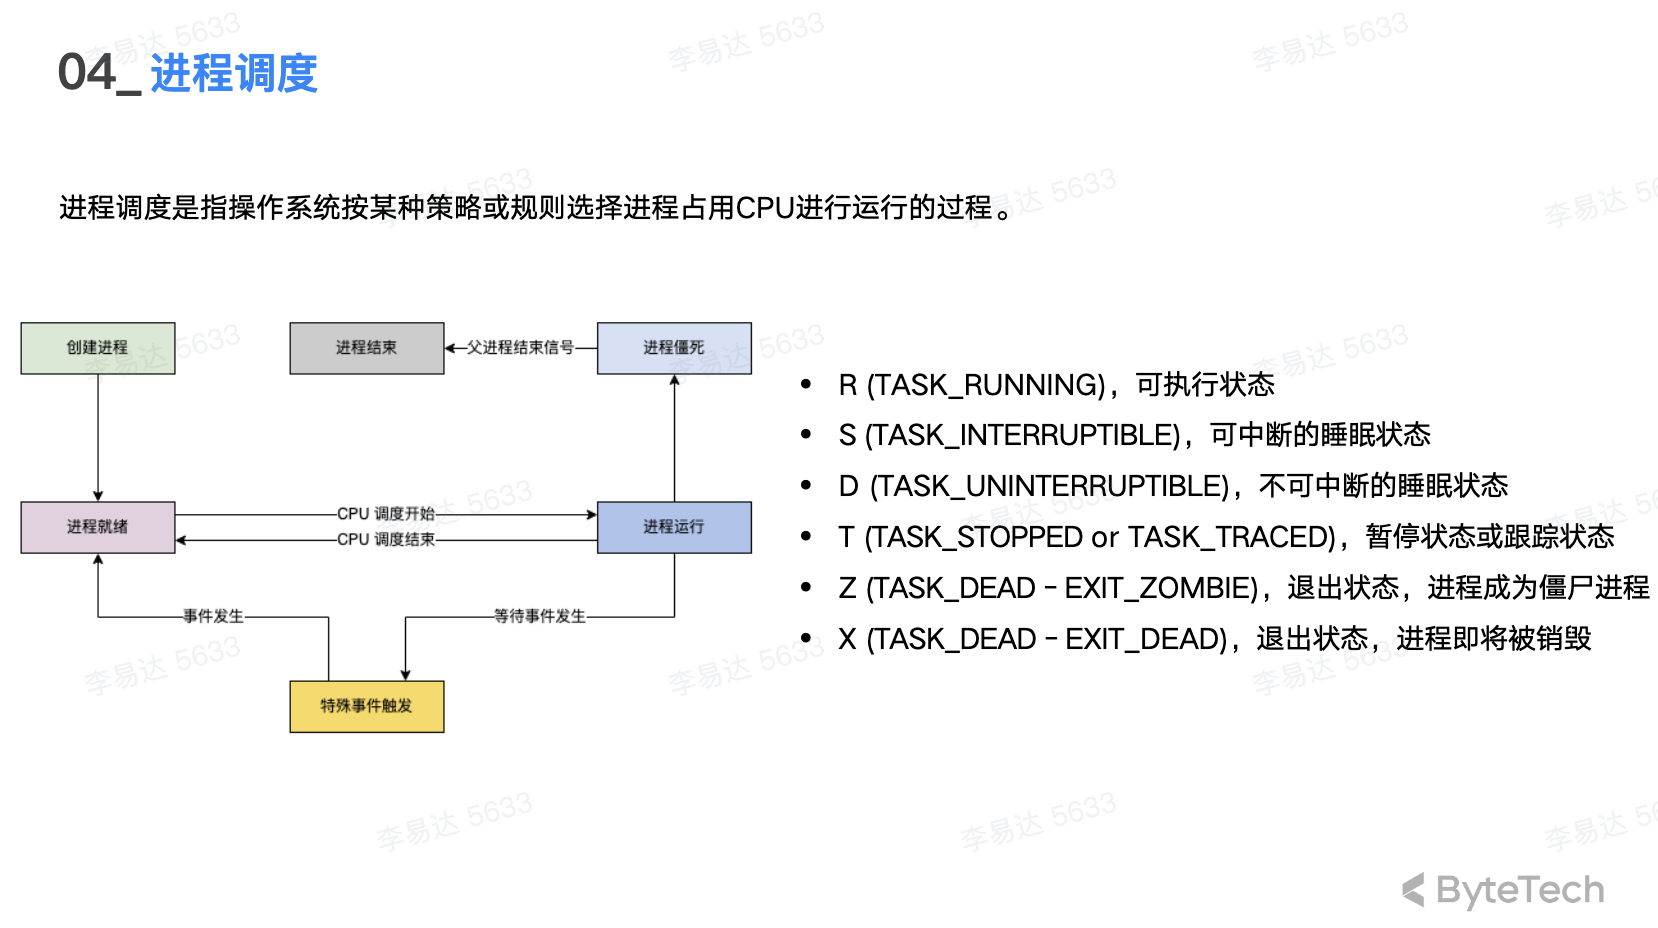 04_ 进程调度
进程调度是指操作系统按某种策略或规则选择进程占用CPU进行运行的过程。
创建进程
进程结束
父进程结束信号
进程僵死
进程就绪
CPU 调度开始
CPU 调度结束
进程运行
事件发生
等待事件发生
特殊事件触发
• R (TASK_RUNNING)，可执行状态
• S (TASK_INTERRUPTIBLE)，可中断的睡眠状态
• D (TASK_UNINTERRUPTIBLE)，不可中断的睡眠状态
• T (TASK_STOPPED or TASK_TRACED)，暂停状态或跟踪状态
• Z (TASK_DEAD - EXIT_ZOMBIE)，退出状态，进程成为僵尸进程
• X (TASK_DEAD - EXIT_DEAD)，退出状态，进程即将被销毁
ByteTech
李易达 5633